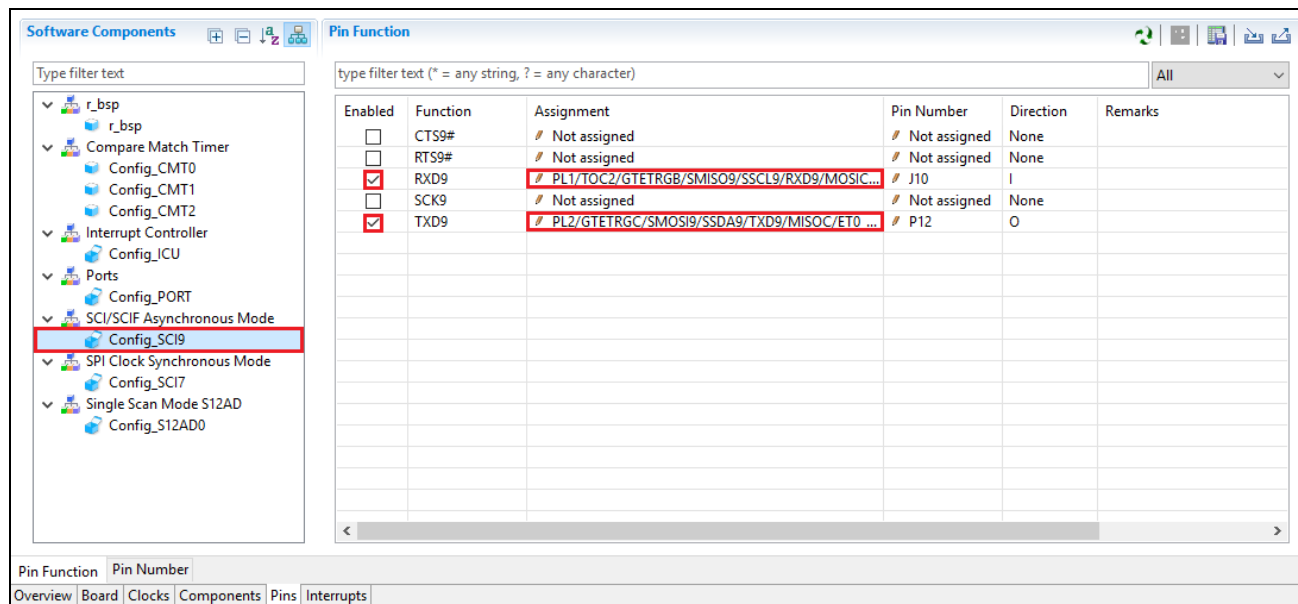 Software Components
Pin Function
Type filter text
type filter text (* = any string, ? = any character)
All
r_bsp
r_bsp
Compare Match Timer
Config_CMT0
Config_CMT1
Config_CMT2
Interrupt Controller
Config_ICU
Ports
Config_PORT
SCI/SCIF Asynchronous Mode
Config_SCI9
SPI Clock Synchronous Mode
Config_SCI7
Single Scan Mode S12AD
Config_S12AD0
Enabled Function Assignment Pin Number Direction Remarks
CTS9# Not assigned Not assigned None
RTS9# Not assigned Not assigned None
RXD9 PL1/TOC2/GTETRGB/SMISO9/SSCL9/RXD9/MOSIC... J10 I
SCK9 Not assigned Not assigned None
TXD9 PL2/GTETRGC/SMOSI9/SSDA9/TXD9/MISOC/ET0 ... P12 O
Pin Function Pin Number
Overview Board Clocks Components Pins Interrupts